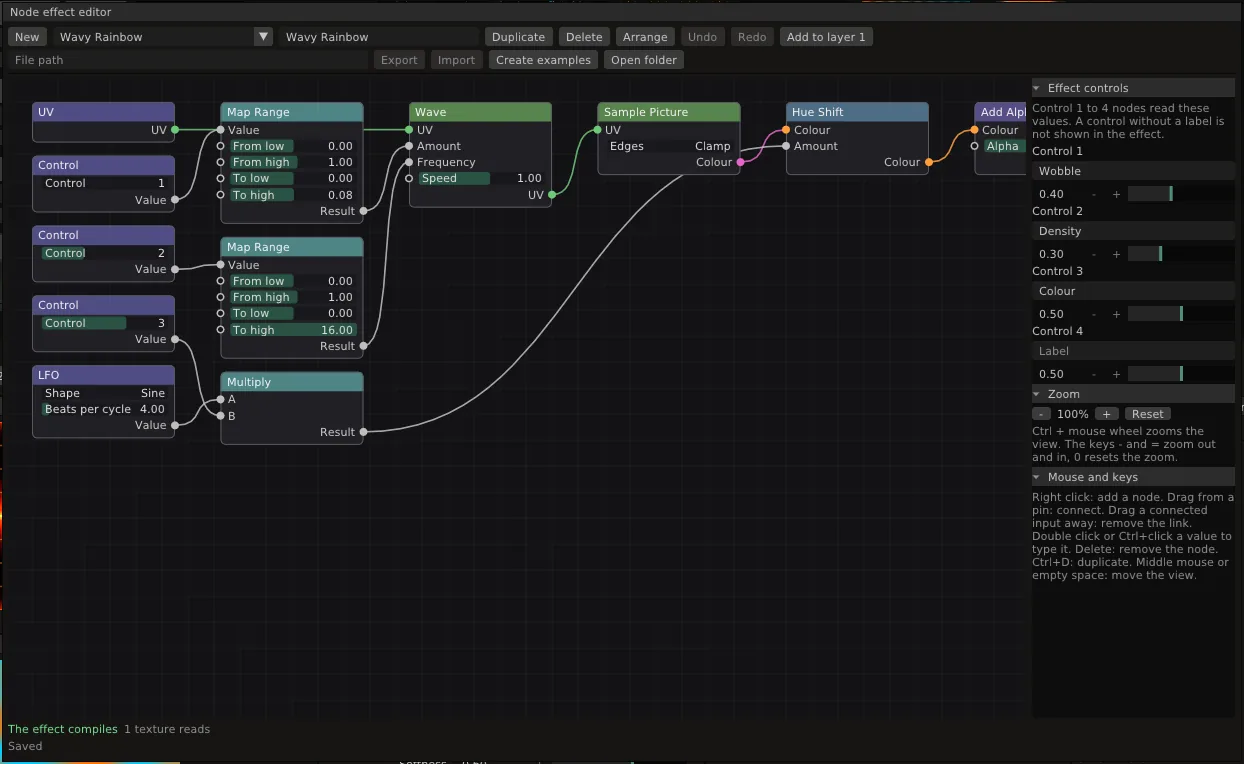 Node effect editor
New Wavy Rainbow Wavy Rainbow Duplicate Delete Arrange Undo Redo Add to layer 1
File path Export Import Create examples Open folder
UV
UV
Control
Control 1
Value
Control
Control 2
Value
Control
Control 3
Value
LFO
Shape Sine
Beats per cycle 4.00
Value
Map Range
Value
From low 0.00
From high 1.00
To low 0.00
To high 0.08
Result
Map Range
Value
From low 0.00
From high 1.00
To low 0.00
To high 16.00
Result
Multiply
A
B
Result
Wave
UV
Amount
Frequency
Speed 1.00
UV
Sample Picture
UV
Edges Clamp
Colour
Hue Shift
Colour
Amount
Colour
Add Alp
Colour
Alpha
Effect controls
Control 1 to 4 nodes read these
values. A control without a label is
not shown in the effect.
Control 1
Wobble
0.40 - +
Control 2
Density
0.30 - +
Control 3
Colour
0.50 - +
Control 4
Label
0.50 - +
Zoom
- 100% + Reset
Ctrl + mouse wheel zooms the
view. The keys - and = zoom out
and in, 0 resets the zoom.
Mouse and keys
Right click: add a node. Drag from a
pin: connect. Drag a connected
input away: remove the link.
Double click or Ctrl+click a value to
type it. Delete: remove the node.
Ctrl+D: duplicate. Middle mouse or
empty space: move the view.
The effect compiles 1 texture reads
Saved